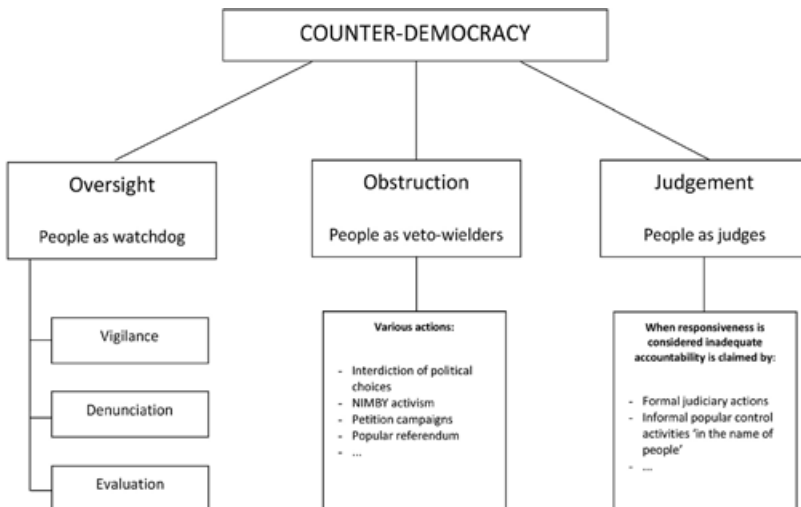 COUNTER-DEMOCRACY
Oversight
People as watchdog
Vigilance
Denunciation
Evaluation
Obstruction
People as veto-wielders
Various actions:
- Interdiction of political
choices
- NIMBY activism
- Petition campaigns
- Popular referendum
- ...
Judgement
People as judges
When responsiveness is
considered inadequate
accountability is claimed by:
- Formal judiciary actions
- Informal popular control
activities ‘in the name of
people’
- ...